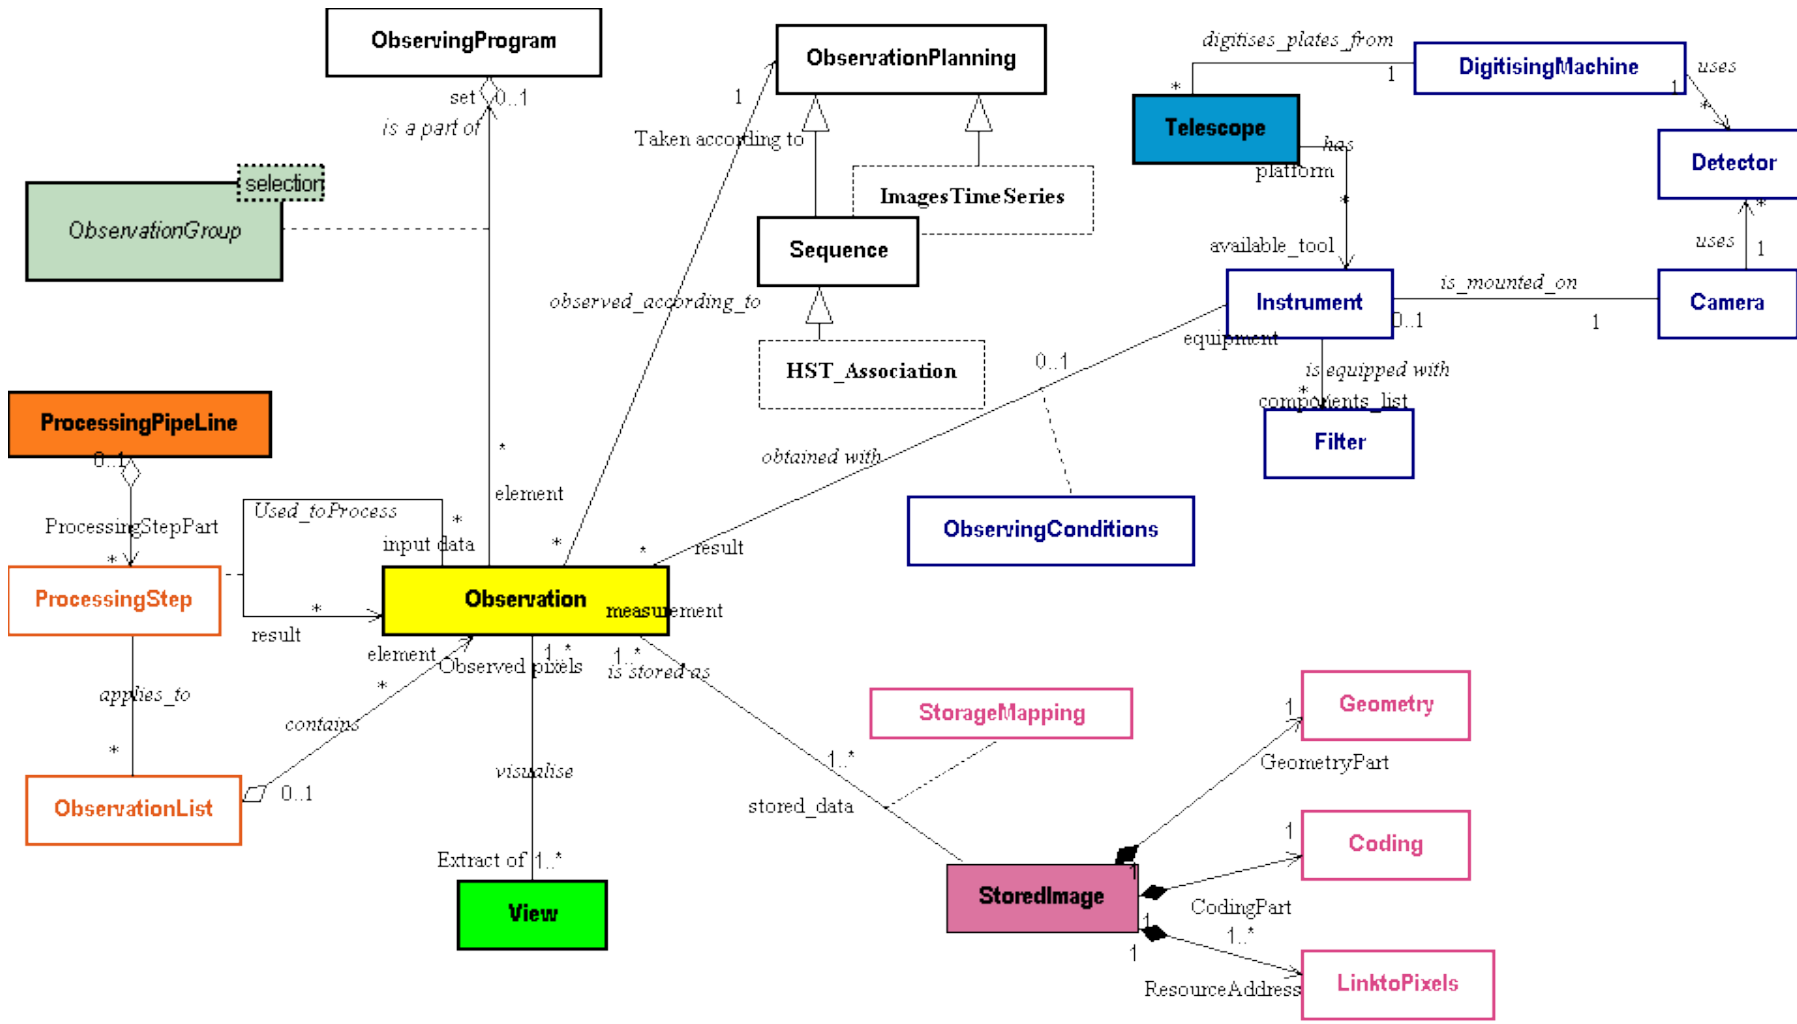 ObservingProgram
ObservationPlanning
digitises_plates_from
DigitisingMachine
uses
set
0..1
1
*
1
1
*
is a part of
Taken according to
Telescope
has
platform
Detector
selection
ImagesTimeSeries
*
*
ObservationGroup
Sequence
available_tool
uses
1
observed_according_to
Instrument
is_mounted_on
Camera
0..1
1
equipment
0..1
HST_Association
is equipped with
*
components_list
ProcessingPipeLine
Filter
0..1
*
obtained with
element
Used_toProcess
ProcessingStepPart
*
input data
*
*
result
ObservingConditions
*
ProcessingStep
Observation
measurement
*
result
element
Observed pixels
1..*
1..*
is stored as
*
applies_to
contains
StorageMapping
Geometry
1
*
visualise
1..*
GeometryPart
ObservationList
0..1
stored_data
1
Coding
Extract of
1..*
1
StoredImage
CodingPart
View
1
1..*
1
ResourceAddress
LinktoPixels